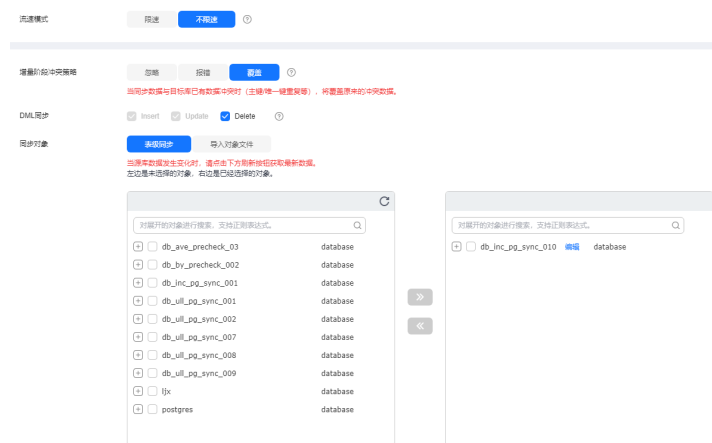 流速模式 限速 不限速
增量阶段冲突策略 忽略 报错 覆盖
当同步数据与目标库已有数据冲突时（主键/唯一键重复等），将覆盖原来的冲突数据。
DML同步 Insert Update Delete
同步对象 表级同步 导入对象文件
当源库数据发生变化时，请点击下方刷新按钮获取最新数据。
左边是未选择的对象，右边是已经选择的对象。
对展开的对象进行搜索，支持正则表达式。 对展开的对象进行搜索，支持正则表达式。
db_ave_precheck_03 database db_inc_pg_sync_010 编辑 database
db_by_precheck_002 database
db_inc_pg_sync_001 database
db_ull_pg_sync_001 database
db_ull_pg_sync_002 database
db_ull_pg_sync_007 database
db_ull_pg_sync_008 database
db_ull_pg_sync_009 database
ljx database
postgres database